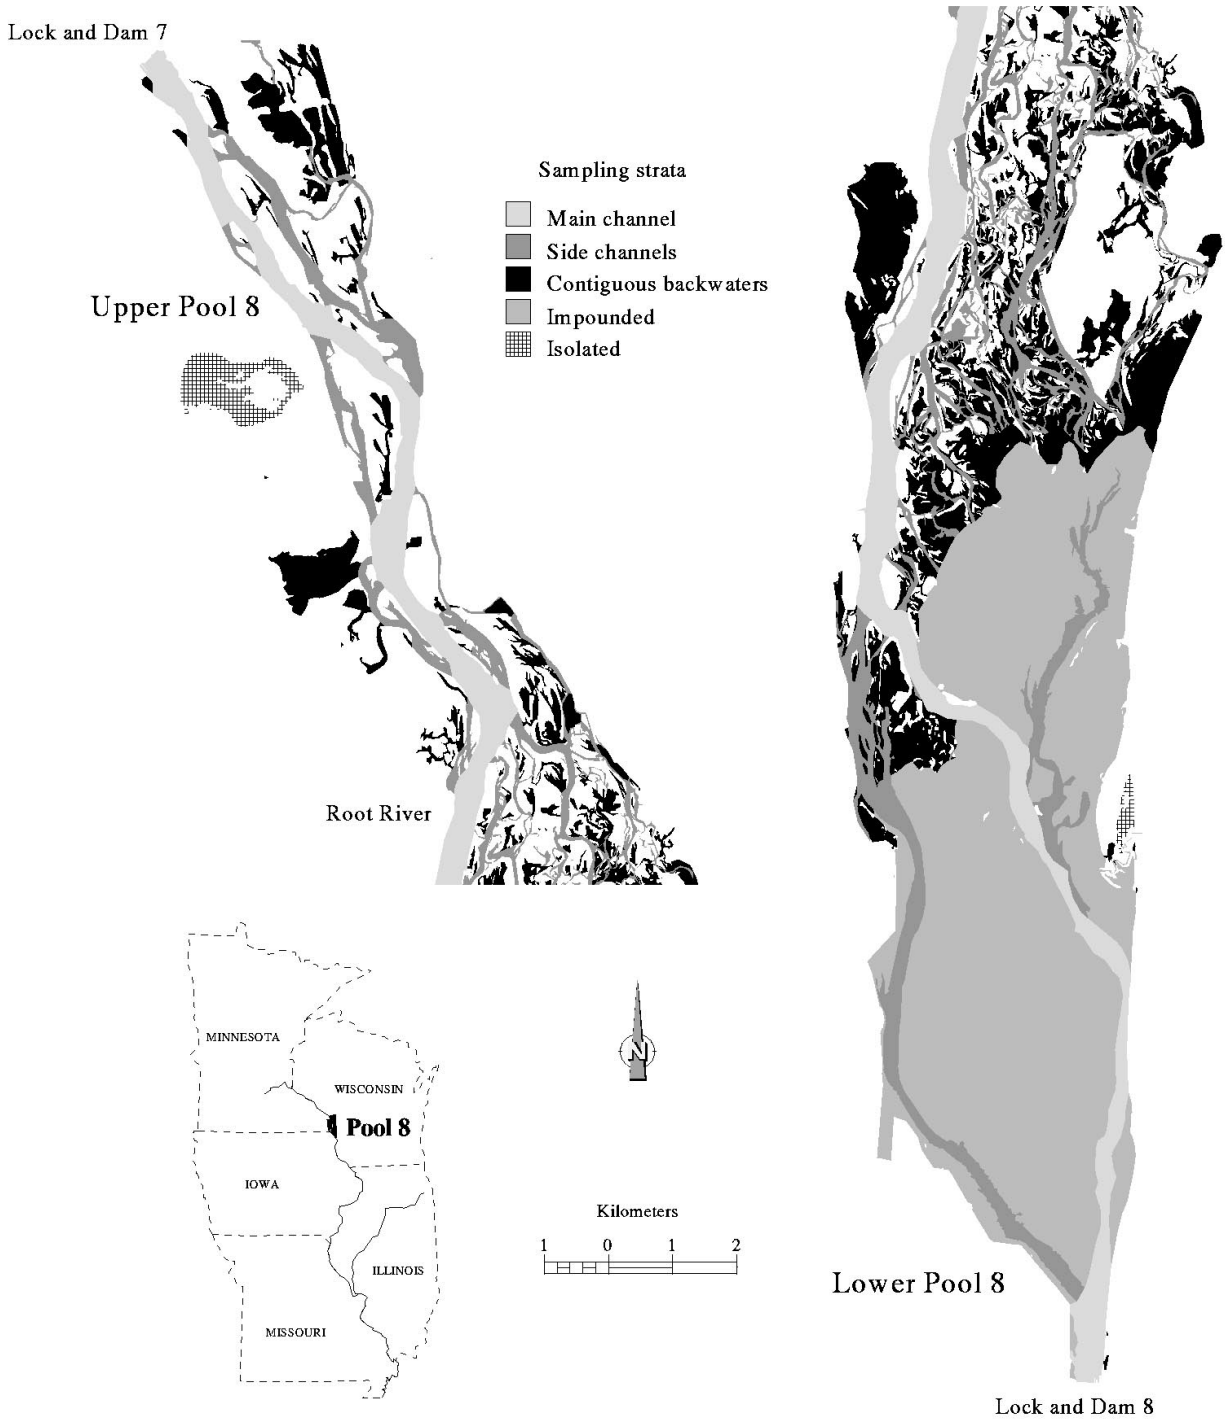 Lock and Dam 7
Sampling strata
Main channel
Side channels
Contiguous backwaters
Impounded
Isolated
Upper Pool 8
Root River
MINNESOTA
WISCONSIN
Pool 8
IOWA
ILLINOIS
MISSOURI
N
Kilometers
1 0 1 2
Lower Pool 8
Lock and Dam 8